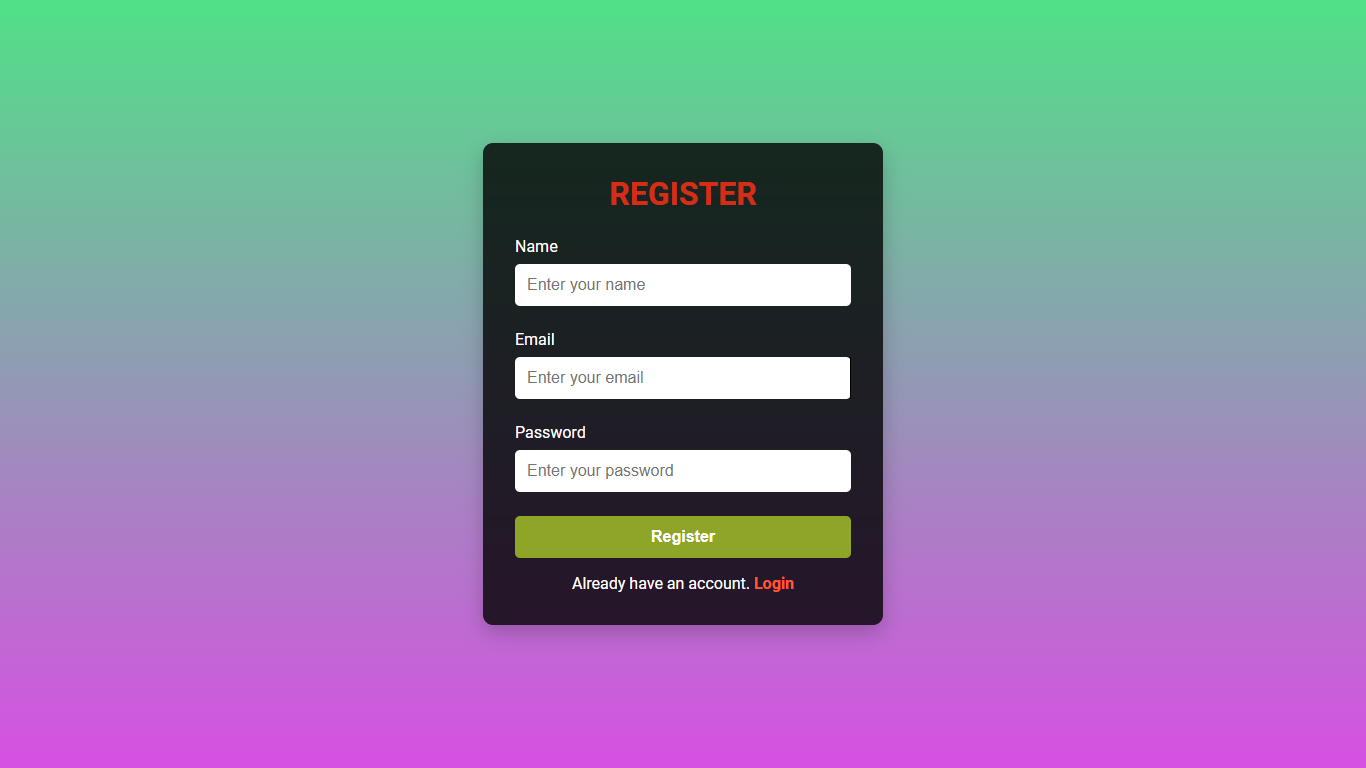 REGISTER
Name
Enter your name
Email
Enter your email
Password
Enter your password
Register
Already have an account. Login